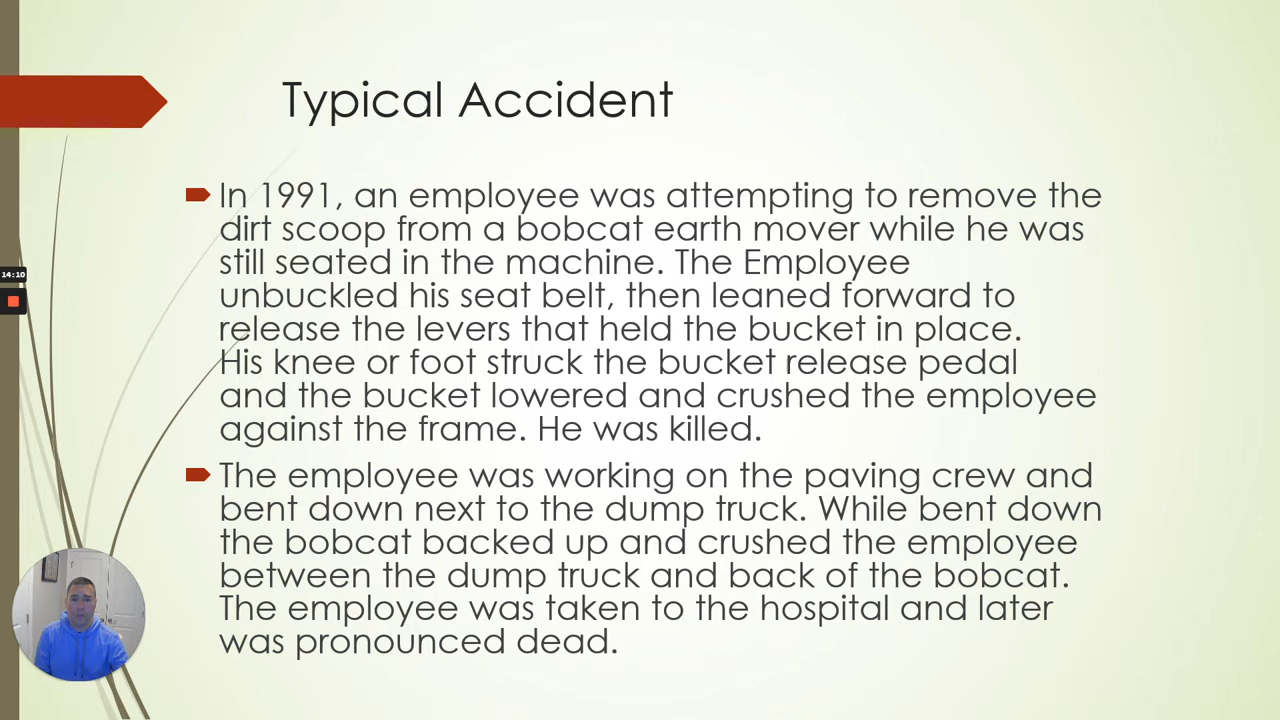 Typical Accident
In 1991, an employee was attempting to remove the
dirt scoop from a bobcat earth mover while he was
still seated in the machine. The Employee
unbuckled his seat belt, then leaned forward to
release the levers that held the bucket in place.
His knee or foot struck the bucket release pedal
and the bucket lowered and crushed the employee
against the frame. He was killed.
The employee was working on the paving crew and
bent down next to the dump truck. While bent down
the bobcat backed up and crushed the employee
between the dump truck and back of the bobcat.
The employee was taken to the hospital and later
was pronounced dead.
14:10